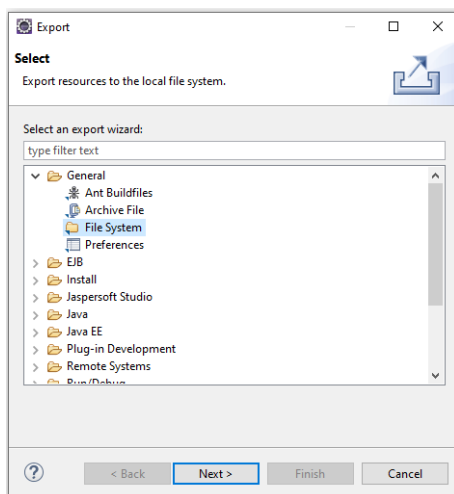 Export
Select
Export resources to the local file system.
Select an export wizard:
type filter text
General
Ant Buildfiles
Archive File
File System
Preferences
EJB
Install
Jaspersoft Studio
Java
Java EE
Plug-in Development
Remote Systems
Run/Debug
? < Back Next > Finish Cancel